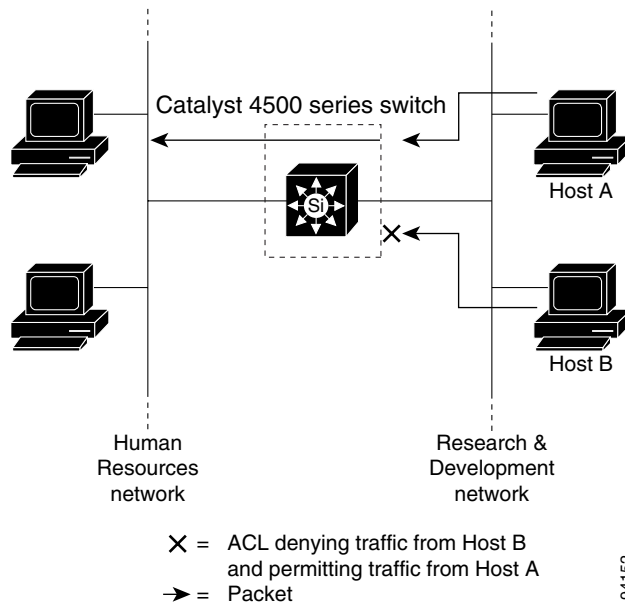 Catalyst 4500 series switch
Si
Host A
Host B
Human
Resources
network
Research &
Development
network
X = ACL denying traffic from Host B
and permitting traffic from Host A
= Packet